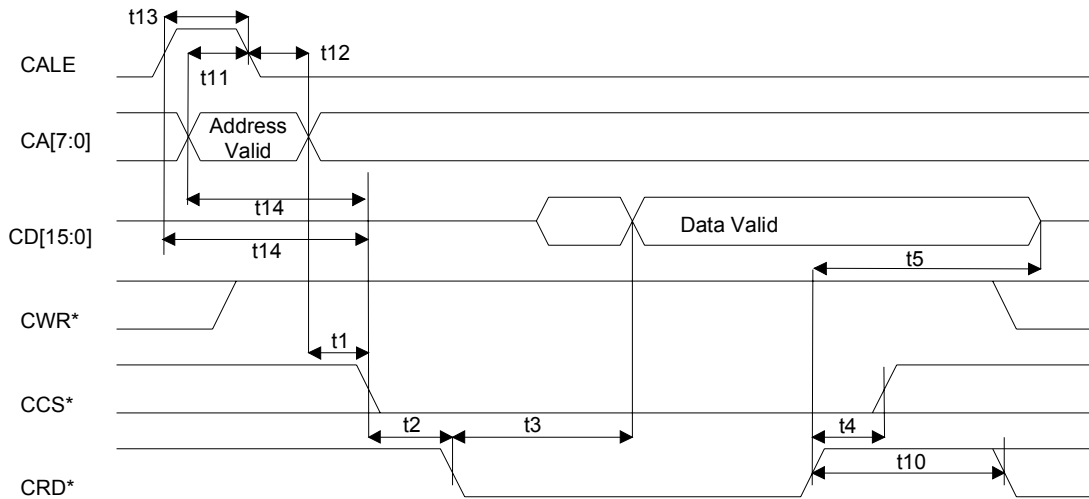 t13
t12
CALE
t11
CA[7:0]
Address
Valid
t14
CD[15:0]
Data Valid
t14
t5
CWR*
t1
CCS*
t2
t3
t4
t10
CRD*